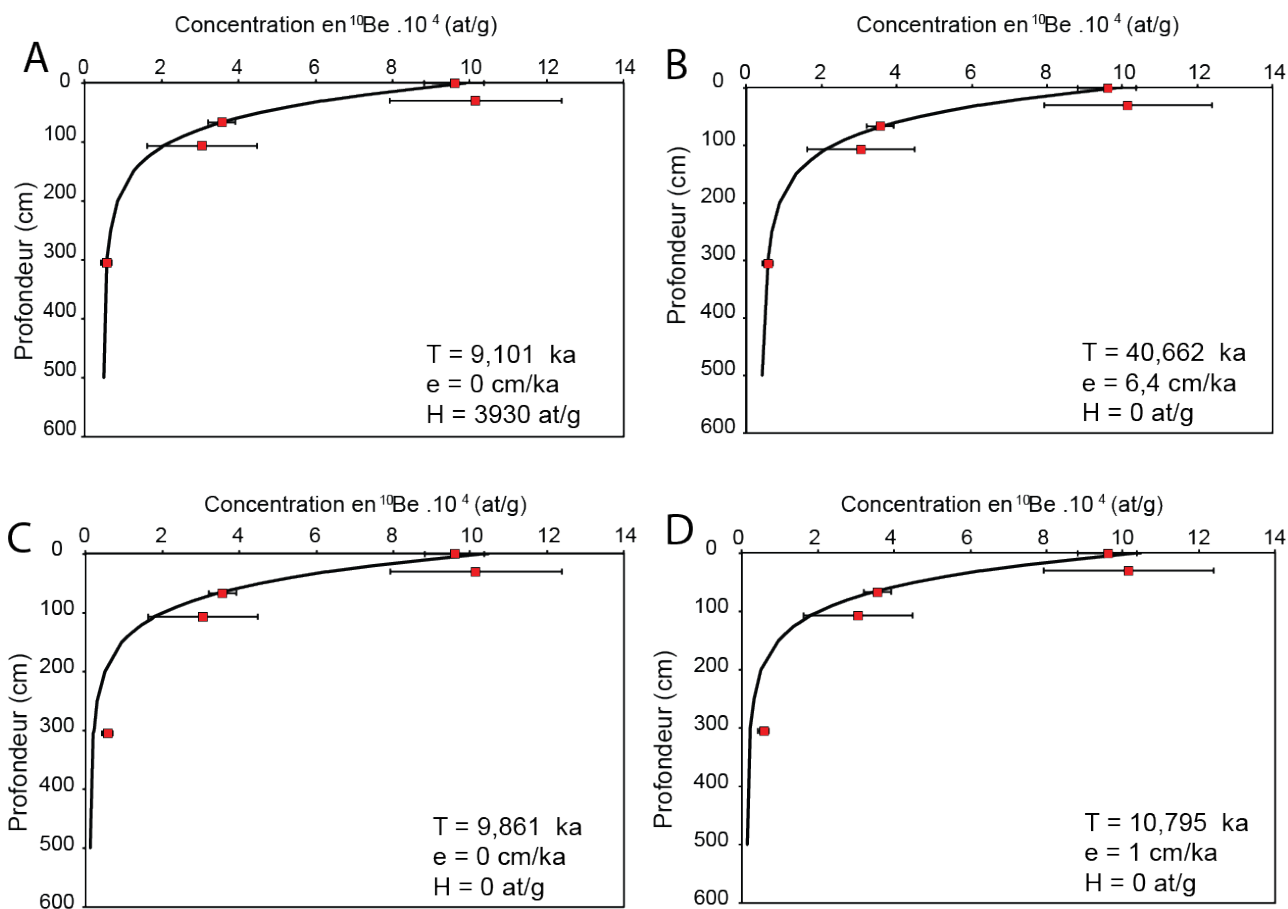 Concentration en ¹⁰Be .10 ⁴ (at/g)
A
0 2 4 6 8 10 12 14
0
100
200
300
400
500
600
Profondeur (cm)
T = 9,101 ka
e = 0 cm/ka
H = 3930 at/g
Concentration en ¹⁰Be .10 ⁴ (at/g)
B
0 2 4 6 8 10 12 14
0
100
200
300
400
500
600
Profondeur (cm)
T = 40,662 ka
e = 6,4 cm/ka
H = 0 at/g
Concentration en ¹⁰Be .10 ⁴ (at/g)
C
0 2 4 6 8 10 12 14
0
100
200
300
400
500
600
Profondeur (cm)
T = 9,861 ka
e = 0 cm/ka
H = 0 at/g
Concentration en ¹⁰Be .10 ⁴ (at/g)
D
0 2 4 6 8 10 12 14
0
100
200
300
400
500
600
Profondeur (cm)
T = 10,795 ka
e = 1 cm/ka
H = 0 at/g